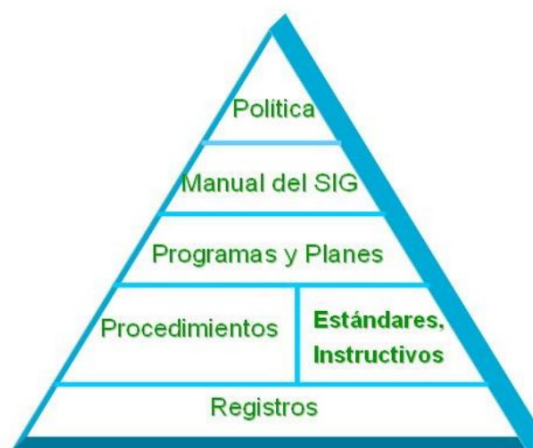 Política
Manual del SIG
Programas y Planes
Procedimientos
Estándares,
Instructivos
Registros